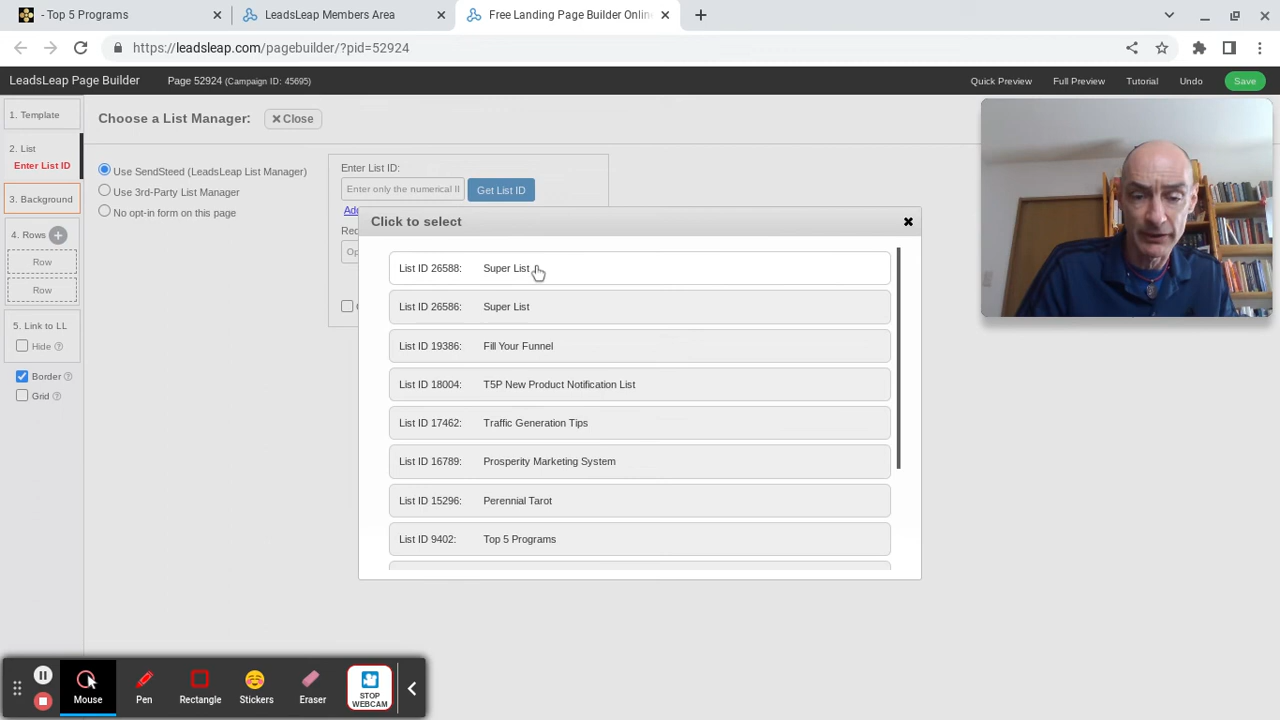 - Top 5 Programs
LeadsLeap Members Area
Free Landing Page Builder Onlin
https://leadsleap.com/pagebuilder/?pid=52924
LeadsLeap Page Builder
Page 52924 (Campaign ID: 45695)
Quick Preview
Full Preview
Tutorial
Undo
Save
1. Template
2. List
Enter List ID
3. Background
4. Rows
Row
Row
5. Link to LL
Hide
Border
Grid
Choose a List Manager:
Close
Use SendSteed (LeadsLeap List Manager)
Use 3rd-Party List Manager
No opt-in form on this page
Enter List ID:
Enter only the numerical II
Get List ID
Click to select
List ID 26588: Super List
List ID 26586: Super List
List ID 19386: Fill Your Funnel
List ID 18004: T5P New Product Notification List
List ID 17462: Traffic Generation Tips
List ID 16789: Prosperity Marketing System
List ID 15296: Perennial Tarot
List ID 9402: Top 5 Programs
Mouse
Pen
Rectangle
Stickers
Eraser
STOP
WEBCAM